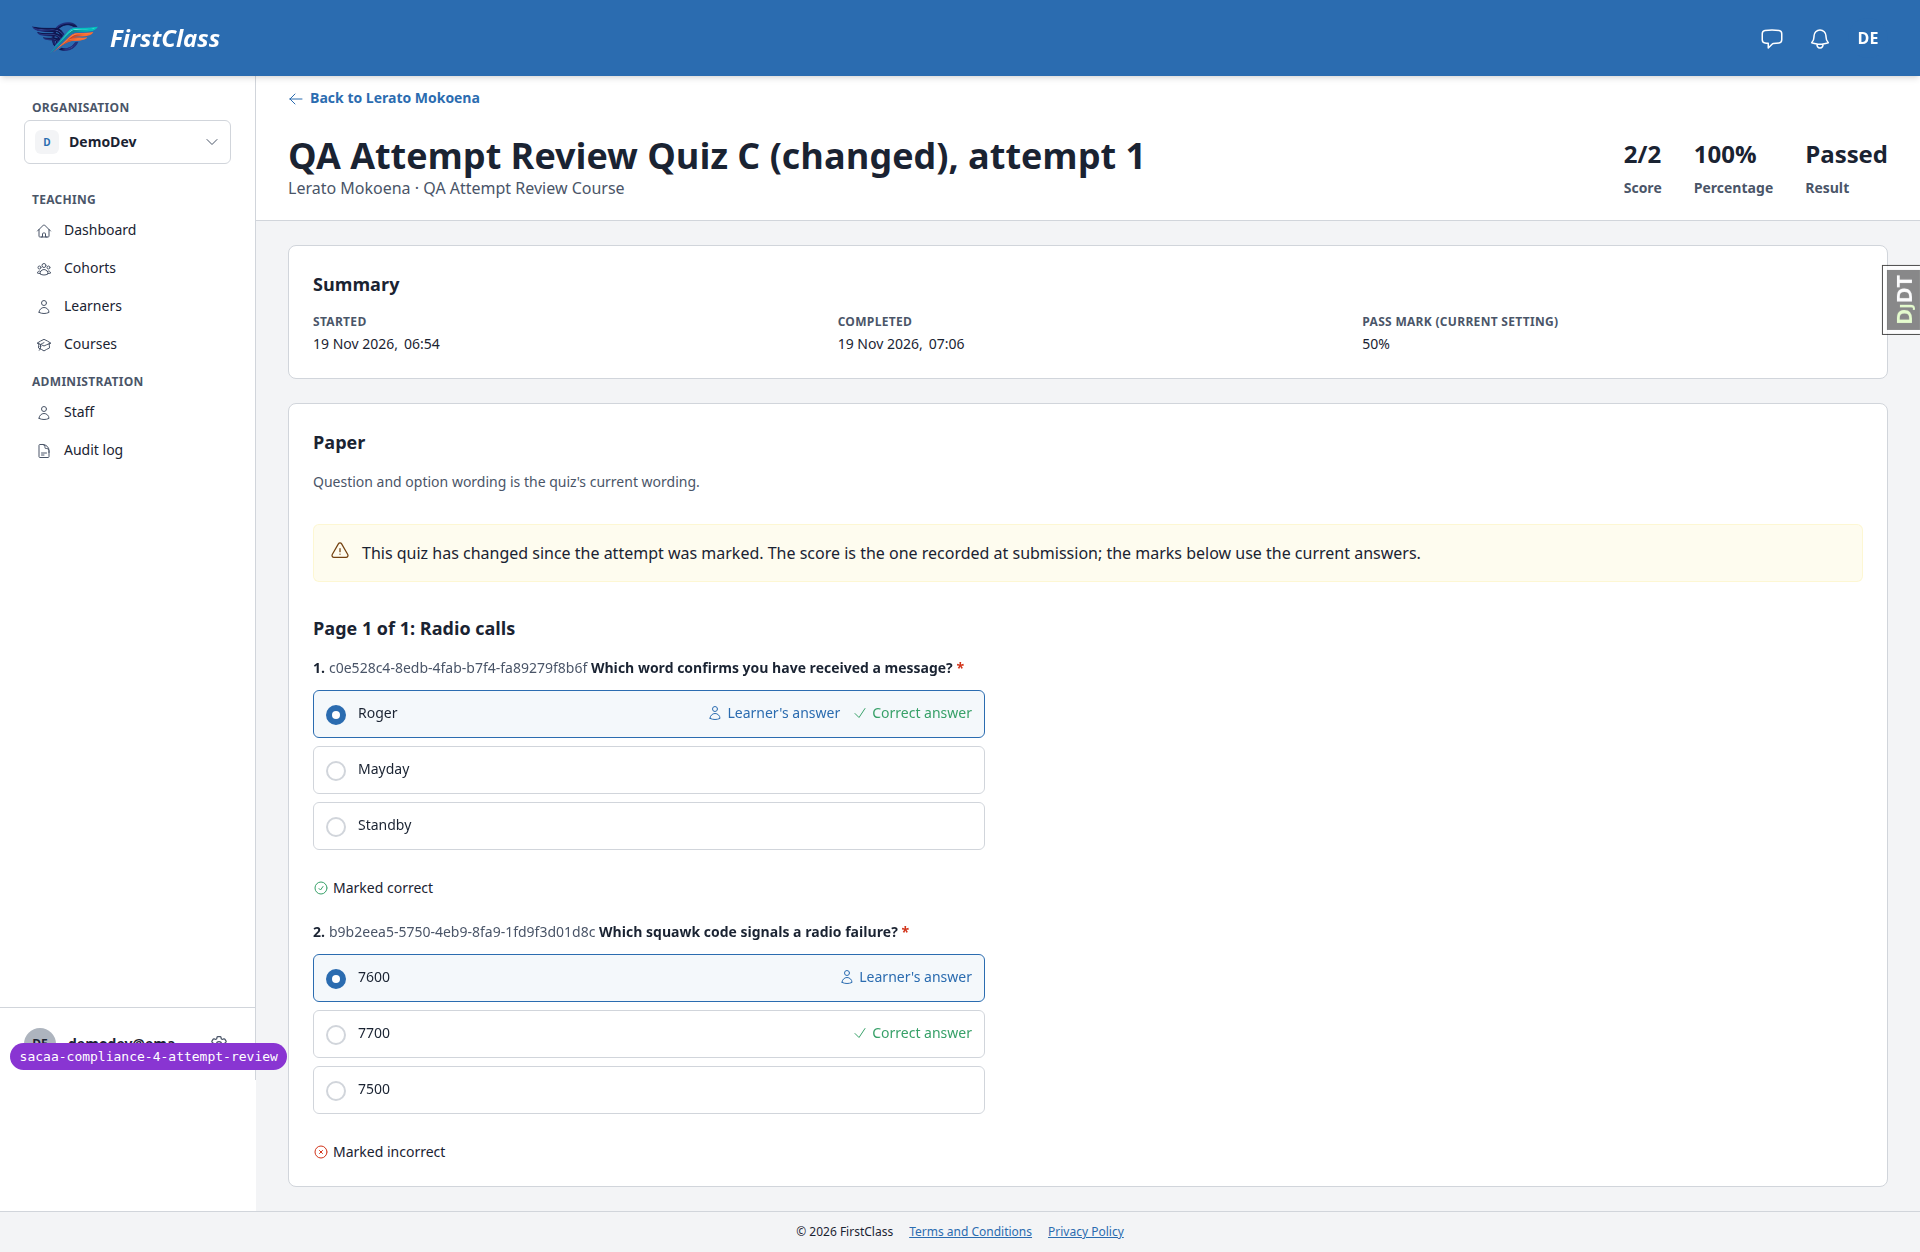 FirstClass
DE
ORGANISATION
D DemoDev
TEACHING
Dashboard
Cohorts
Learners
Courses
ADMINISTRATION
Staff
Audit log
sacaa-compliance-4-attempt-review
Back to Lerato Mokoena
QA Attempt Review Quiz C (changed), attempt 1
Lerato Mokoena · QA Attempt Review Course
2/2 100% Passed
Score Percentage Result
DJDT
Summary
STARTED COMPLETED PASS MARK (CURRENT SETTING)
19 Nov 2026, 06:54 19 Nov 2026, 07:06 50%
Paper
Question and option wording is the quiz's current wording.
This quiz has changed since the attempt was marked. The score is the one recorded at submission; the marks below use the current answers.
Page 1 of 1: Radio calls
1. c0e528c4-8edb-4fab-b7f4-fa89279f8b6f Which word confirms you have received a message? *
Roger Learner's answer Correct answer
Mayday
Standby
Marked correct
2. b9b2eea5-5750-4eb9-8fa9-1fd9f3d01d8c Which squawk code signals a radio failure? *
7600 Learner's answer
7700 Correct answer
7500
Marked incorrect
© 2026 FirstClass Terms and Conditions Privacy Policy